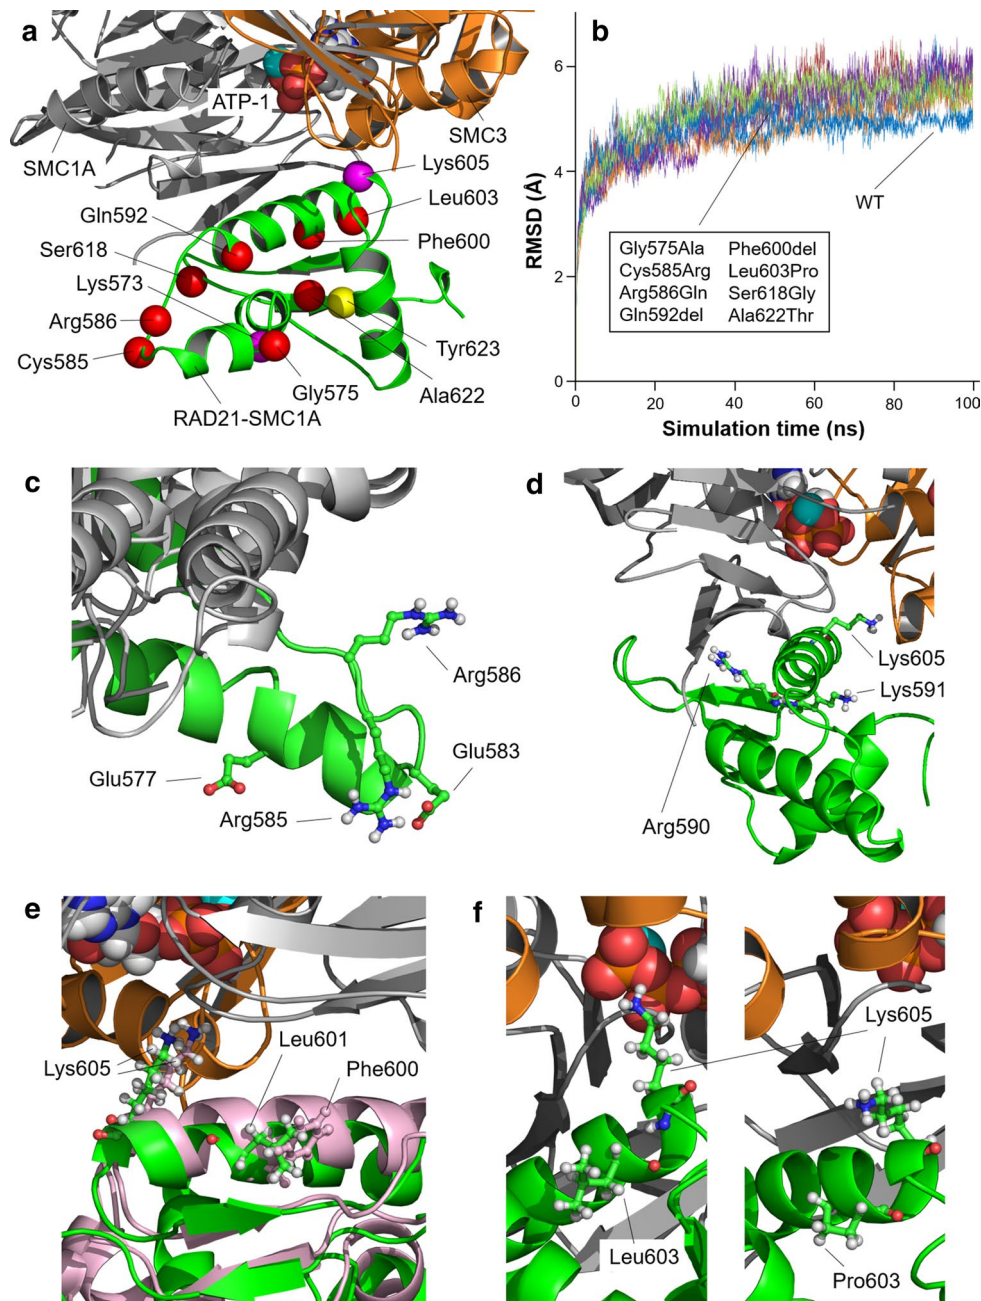 a
ATP-1
SMC1A
SMC3
Lys605
Gln592
Leu603
Ser618
Phe600
Lys573
Arg586
Cys585
Tyr623
Gly575
Ala622
RAD21-SMC1A
b
RMSD (Å)
6
4
2
0
WT
Gly575Ala Phe600del
Cys585Arg Leu603Pro
Arg586Gln Ser618Gly
Gln592del Ala622Thr
0 20 40 60 80 100
Simulation time (ns)
c
Arg586
Glu577
Glu583
Arg585
d
Lys605
Lys591
Arg590
e
Leu601
Lys605
Phe600
f
Lys605
Leu603
Pro603